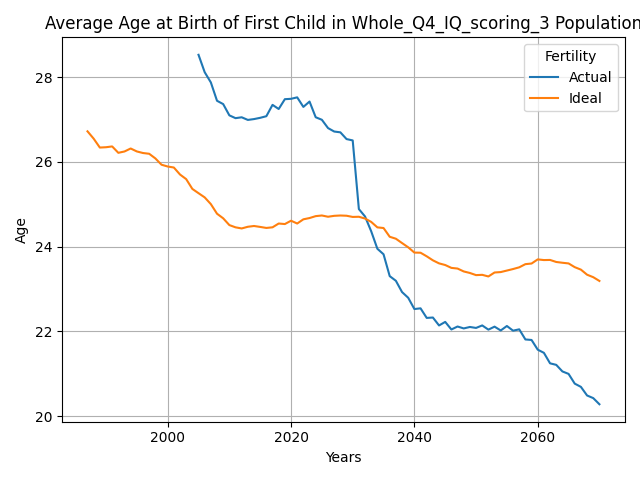 Average Age at Birth of First Child in Whole_Q4_IQ_scoring_3 Population
Fertility
Actual
Ideal
28
26
24
22
20
Age
2000
2020
2040
2060
Years